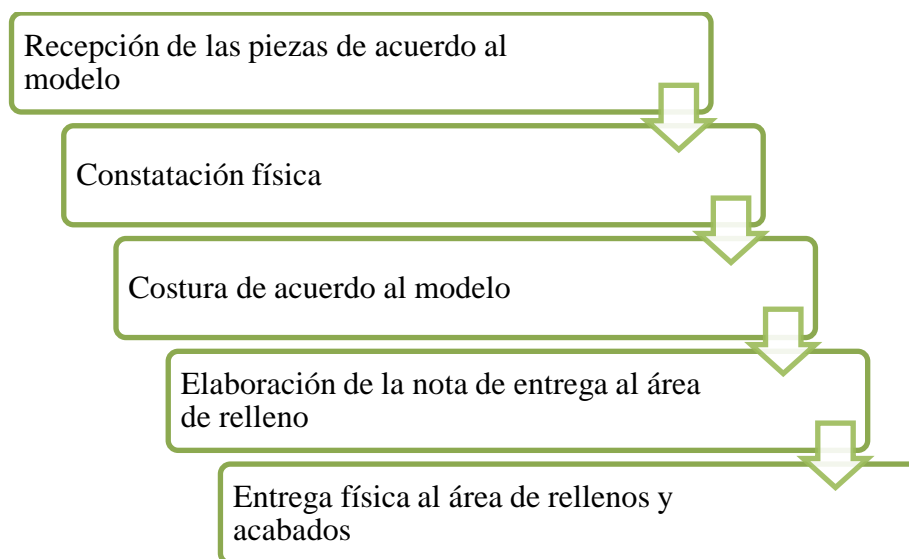 Recepción de las piezas de acuerdo al
modelo
Constatación física
Costura de acuerdo al modelo
Elaboración de la nota de entrega al área
de relleno
Entrega física al área de rellenos y
acabados